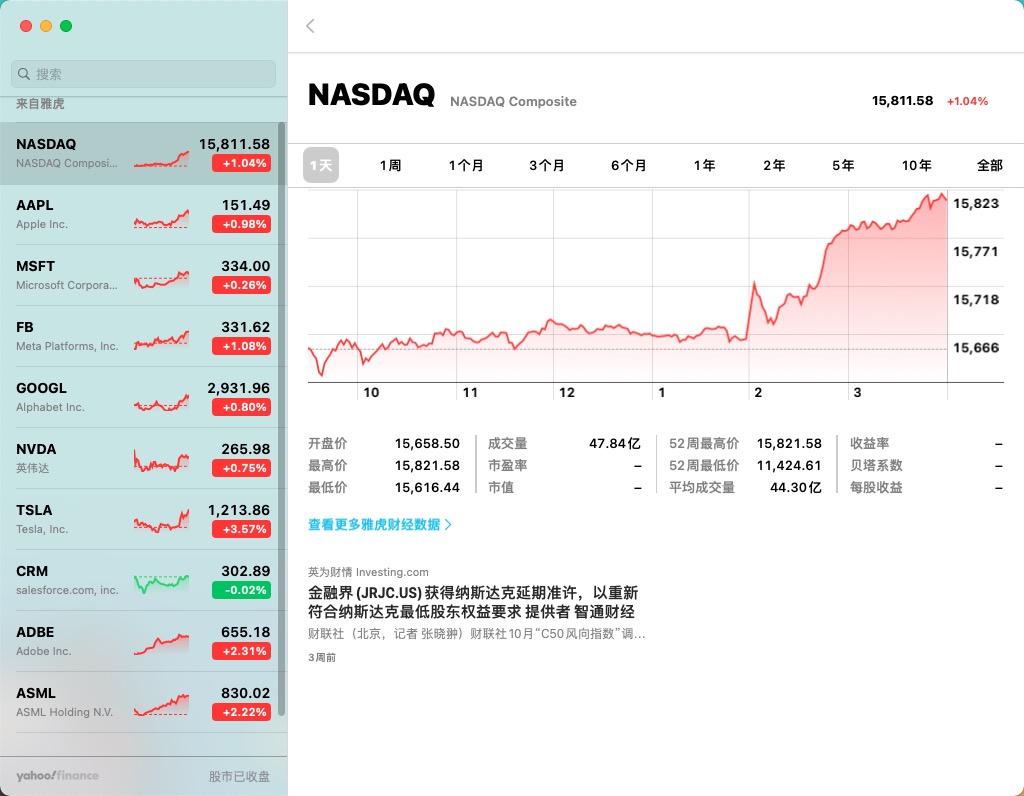 搜索
来自雅虎
NASDAQ 15,811.58
NASDAQ Composi... +1.04%
AAPL 151.49
Apple Inc. +0.98%
MSFT 334.00
Microsoft Corpora... +0.26%
FB 331.62
Meta Platforms, Inc. +1.08%
GOOGL 2,931.96
Alphabet Inc. +0.80%
NVDA 265.98
英伟达 +0.75%
TSLA 1,213.86
Tesla, Inc. +3.57%
CRM 302.89
salesforce.com, inc. -0.02%
ADBE 655.18
Adobe Inc. +2.31%
ASML 830.02
ASML Holding N.V. +2.22%
yahoo!finance 股市已收盘
NASDAQ NASDAQ Composite 15,811.58 +1.04%
1天 1周 1个月 3个月 6个月 1年 2年 5年 10年 全部
15,823
15,771
15,718
15,666
10 11 12 1 2 3
开盘价 15,658.50 成交量 47.84亿 52周最高价 15,821.58 收益率 –
最高价 15,821.58 市盈率 – 52周最低价 11,424.61 贝塔系数 –
最低价 15,616.44 市值 – 平均成交量 44.30亿 每股收益 –
查看更多雅虎财经数据
英为财情 Investing.com
金融界 (JRJC.US) 获得纳斯达克延期准许，以重新
符合纳斯达克最低股东权益要求 提供者 智通财经
财联社（北京，记者 张晓翀）财联社10月“C50风向指数”调...
3周前